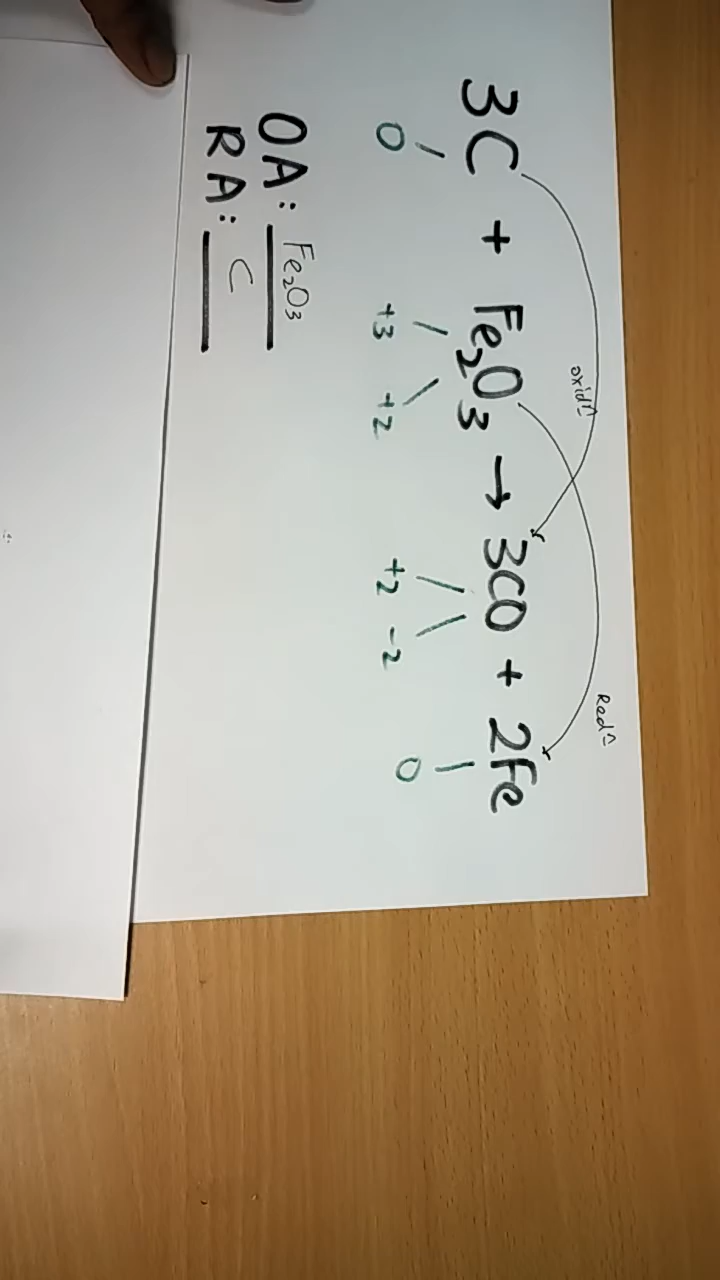 oxidⁿ Redⁿ
3C + Fe₂O₃ → 3CO + 2Fe
0 +3 +2 +2 -2 0
OA: Fe₂O₃
RA: C